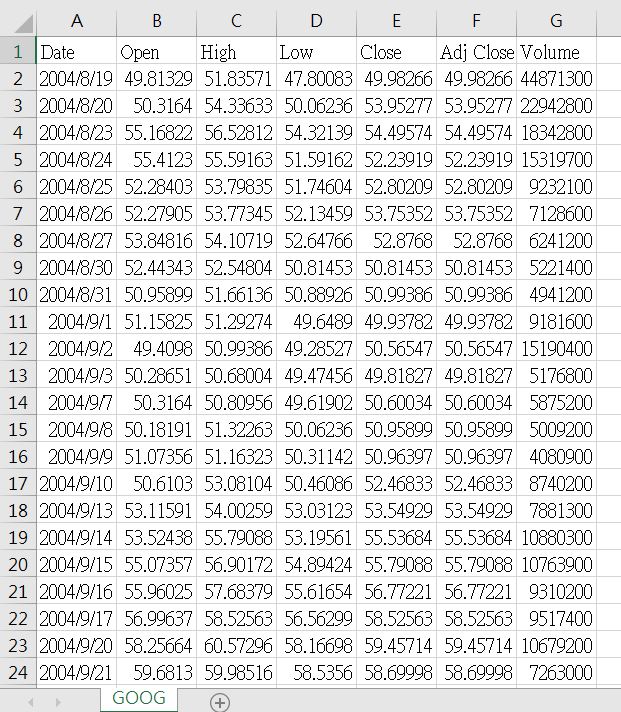 A B C D E F G
1 Date Open High Low Close Adj Close Volume
2 2004/8/19 49.81329 51.83571 47.80083 49.98266 49.98266 44871300
3 2004/8/20 50.3164 54.33633 50.06236 53.95277 53.95277 22942800
4 2004/8/23 55.16822 56.52812 54.32139 54.49574 54.49574 18342800
5 2004/8/24 55.4123 55.59163 51.59162 52.23919 52.23919 15319700
6 2004/8/25 52.28403 53.79835 51.74604 52.80209 52.80209 9232100
7 2004/8/26 52.27905 53.77345 52.13459 53.75352 53.75352 7128600
8 2004/8/27 53.84816 54.10719 52.64766 52.8768 52.8768 6241200
9 2004/8/30 52.44343 52.54804 50.81453 50.81453 50.81453 5221400
10 2004/8/31 50.95899 51.66136 50.88926 50.99386 50.99386 4941200
11 2004/9/1 51.15825 51.29274 49.6489 49.93782 49.93782 9181600
12 2004/9/2 49.4098 50.99386 49.28527 50.56547 50.56547 15190400
13 2004/9/3 50.28651 50.68004 49.47456 49.81827 49.81827 5176800
14 2004/9/7 50.3164 50.80956 49.61902 50.60034 50.60034 5875200
15 2004/9/8 50.18191 51.32263 50.06236 50.95899 50.95899 5009200
16 2004/9/9 51.07356 51.16323 50.31142 50.96397 50.96397 4080900
17 2004/9/10 50.6103 53.08104 50.46086 52.46833 52.46833 8740200
18 2004/9/13 53.11591 54.00259 53.03123 53.54929 53.54929 7881300
19 2004/9/14 53.52438 55.79088 53.19561 55.53684 55.53684 10880300
20 2004/9/15 55.07357 56.90172 54.89424 55.79088 55.79088 10763900
21 2004/9/16 55.96025 57.68379 55.61654 56.77221 56.77221 9310200
22 2004/9/17 56.99637 58.52563 56.56299 58.52563 58.52563 9517400
23 2004/9/20 58.25664 60.57296 58.16698 59.45714 59.45714 10679200
24 2004/9/21 59.6813 59.98516 58.5356 58.69998 58.69998 7263000
GOOG